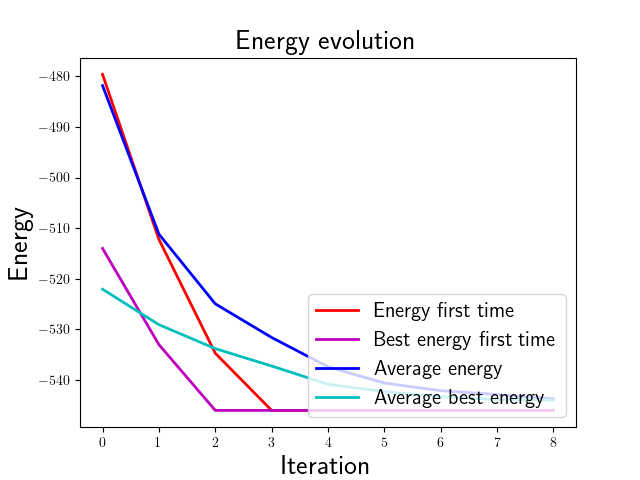 Energy evolution
Energy
−480
−490
−500
−510
−520
−530
−540
Energy first time
Best energy first time
Average energy
Average best energy
0 1 2 3 4 5 6 7 8
Iteration